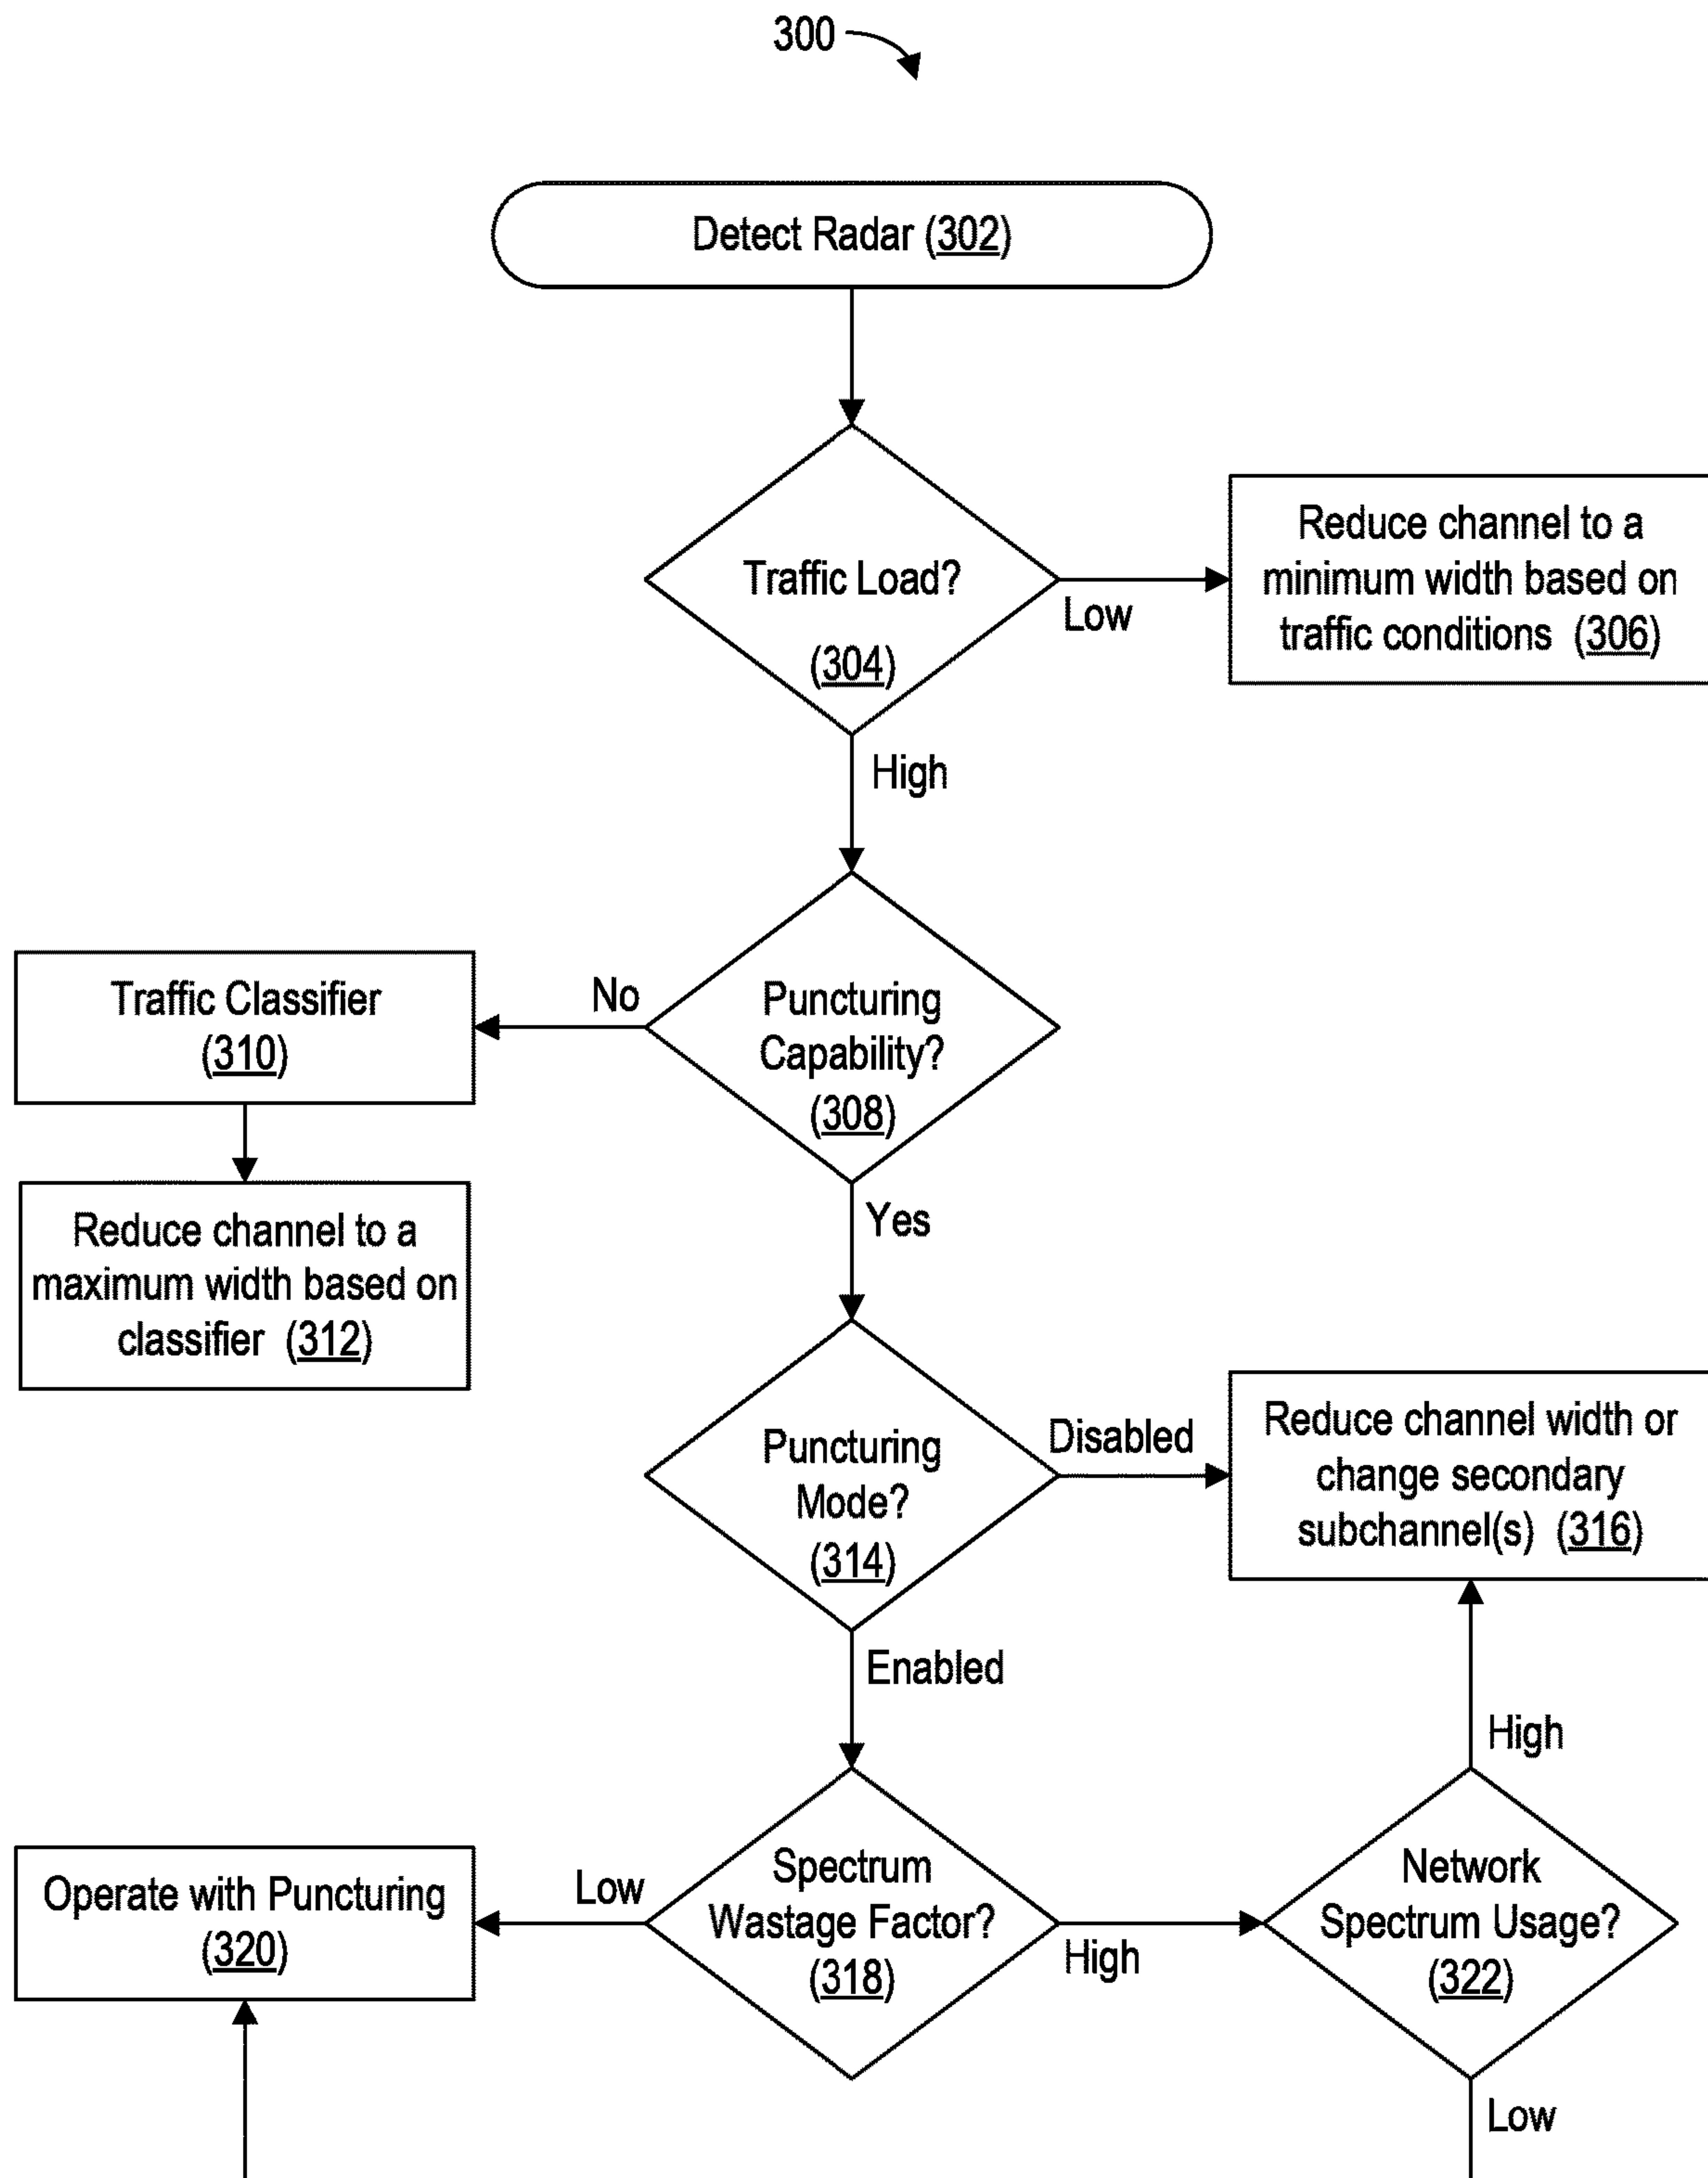 300
Detect Radar (302)
Traffic Load?
(304)
Low
Reduce channel to a
minimum width based on
traffic conditions (306)
High
Puncturing
Capability?
(308)
No
Traffic Classifier
(310)
Reduce channel to a
maximum width based on
classifier (312)
Yes
Puncturing
Mode?
(314)
Disabled
Reduce channel width or
change secondary
subchannel(s) (316)
Enabled
Spectrum
Wastage Factor?
(318)
Low
Operate with Puncturing
(320)
High
Network
Spectrum Usage?
(322)
High
Low